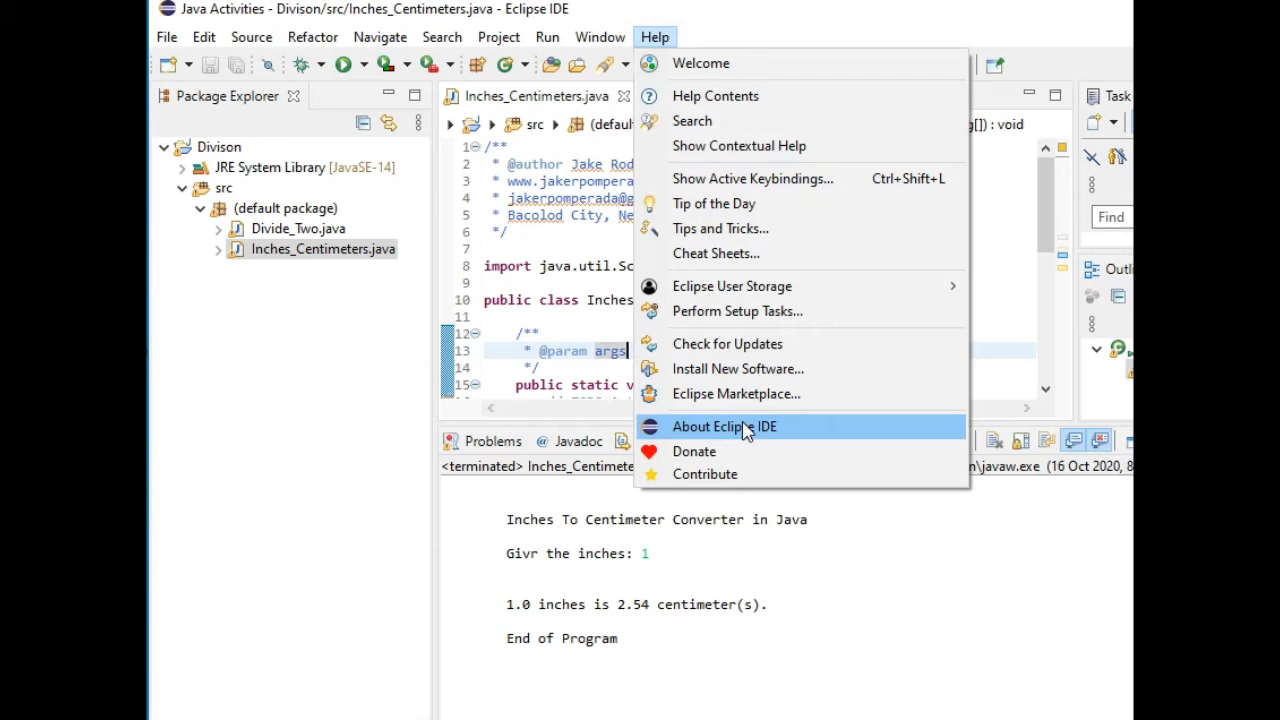 Java Activities - Divison/src/Inches_Centimeters.java - Eclipse IDE
File Edit Source Refactor Navigate Search Project Run Window Help
Package Explorer
Divison
JRE System Library [JavaSE-14]
src
(default package)
Divide_Two.java
Inches_Centimeters.java
Inches_Centimeters.java
src (defaul g[]) : void
1 /**
2 * @author Jake Rod
3 * www.jakerpompera
4 * jakerpomperada@g
5 * Bacolod City, Ne
6 */
7
8 import java.util.Sc
9
10 public class Inches
11
12 /**
13 * @param args
14 */
15 public static v
Welcome
Help Contents
Search
Show Contextual Help
Show Active Keybindings... Ctrl+Shift+L
Tip of the Day
Tips and Tricks...
Cheat Sheets...
Eclipse User Storage
Perform Setup Tasks...
Check for Updates
Install New Software...
Eclipse Marketplace...
About Eclipse IDE
Donate
Contribute
Task
Find
Outli
Problems @ Javadoc
<terminated> Inches_Centimete n\javaw.exe (16 Oct 2020, 8
Inches To Centimeter Converter in Java
Givr the inches: 1
1.0 inches is 2.54 centimeter(s).
End of Program